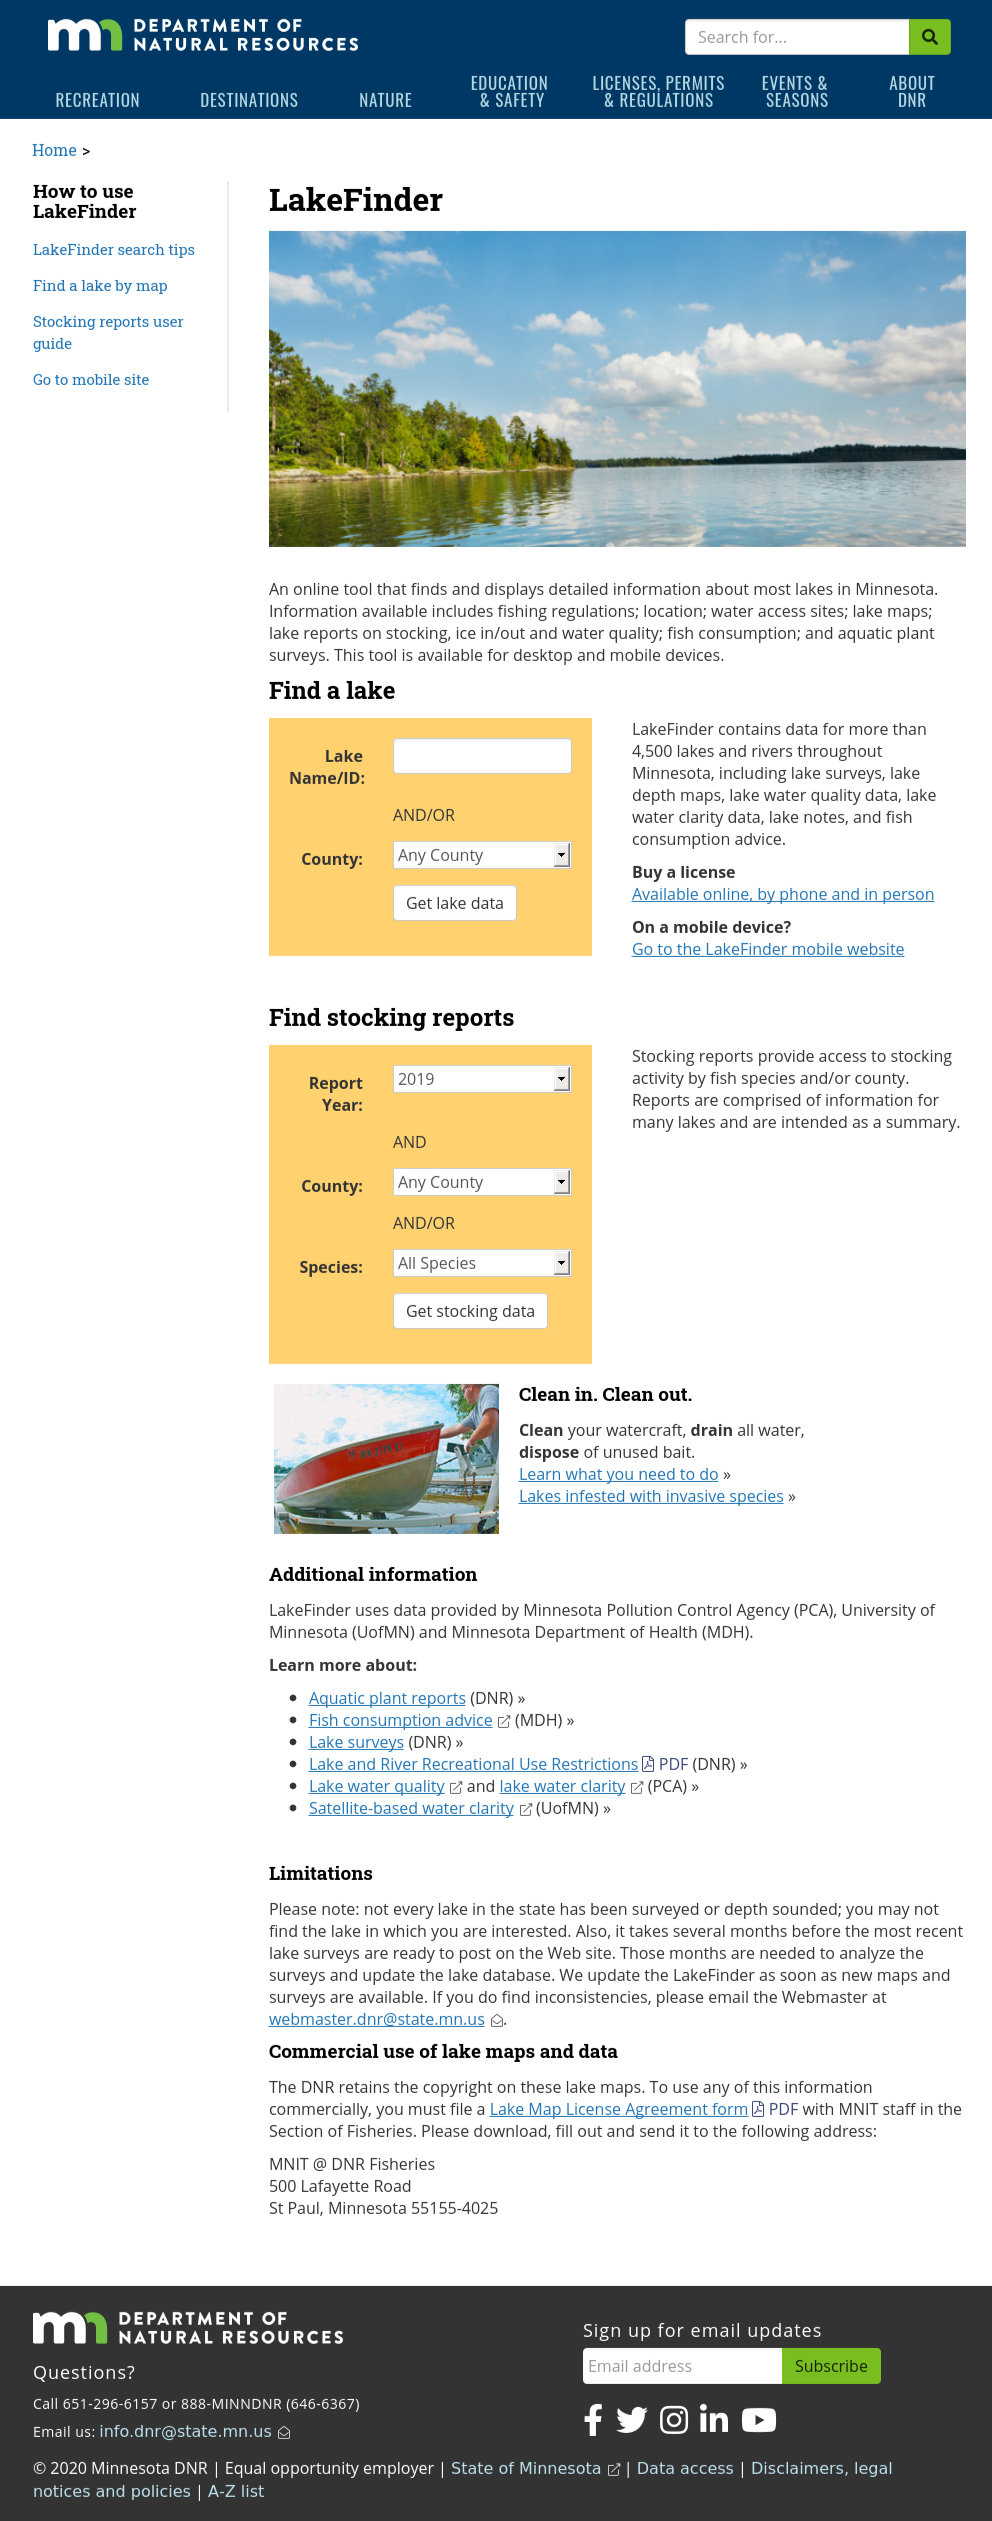 DEPARTMENT OF
NATURAL RESOURCES
Search for...
RECREATION
DESTINATIONS
NATURE
EDUCATION
& SAFETY
LICENSES, PERMITS
& REGULATIONS
EVENTS &
SEASONS
ABOUT
DNR
Home >
How to use
LakeFinder
LakeFinder search tips
Find a lake by map
Stocking reports user
guide
Go to mobile site
LakeFinder
An online tool that finds and displays detailed information about most lakes in Minnesota.
Information available includes fishing regulations; location; water access sites; lake maps;
lake reports on stocking, ice in/out and water quality; fish consumption; and aquatic plant
surveys. This tool is available for desktop and mobile devices.
Find a lake
Lake
Name/ID:
AND/OR
County:
Any County
Get lake data
LakeFinder contains data for more than
4,500 lakes and rivers throughout
Minnesota, including lake surveys, lake
depth maps, lake water quality data, lake
water clarity data, lake notes, and fish
consumption advice.
Buy a license
Available online, by phone and in person
On a mobile device?
Go to the LakeFinder mobile website
Find stocking reports
Report
Year:
2019
AND
County:
Any County
AND/OR
Species:
All Species
Get stocking data
Stocking reports provide access to stocking
activity by fish species and/or county.
Reports are comprised of information for
many lakes and are intended as a summary.
Clean in. Clean out.
Clean your watercraft, drain all water,
dispose of unused bait.
Learn what you need to do »
Lakes infested with invasive species »
Additional information
LakeFinder uses data provided by Minnesota Pollution Control Agency (PCA), University of
Minnesota (UofMN) and Minnesota Department of Health (MDH).
Learn more about:
Aquatic plant reports (DNR) »
Fish consumption advice (MDH) »
Lake surveys (DNR) »
Lake and River Recreational Use Restrictions PDF (DNR) »
Lake water quality and lake water clarity (PCA) »
Satellite-based water clarity (UofMN) »
Limitations
Please note: not every lake in the state has been surveyed or depth sounded; you may not
find the lake in which you are interested. Also, it takes several months before the most recent
lake surveys are ready to post on the Web site. Those months are needed to analyze the
surveys and update the lake database. We update the LakeFinder as soon as new maps and
surveys are available. If you do find inconsistencies, please email the Webmaster at
webmaster.dnr@state.mn.us.
Commercial use of lake maps and data
The DNR retains the copyright on these lake maps. To use any of this information
commercially, you must file a Lake Map License Agreement form PDF with MNIT staff in the
Section of Fisheries. Please download, fill out and send it to the following address:
MNIT @ DNR Fisheries
500 Lafayette Road
St Paul, Minnesota 55155-4025
DEPARTMENT OF
NATURAL RESOURCES
Questions?
Call 651-296-6157 or 888-MINNDNR (646-6367)
Email us: info.dnr@state.mn.us
Sign up for email updates
Email address
Subscribe
© 2020 Minnesota DNR | Equal opportunity employer | State of Minnesota | Data access | Disclaimers, legal
notices and policies | A-Z list